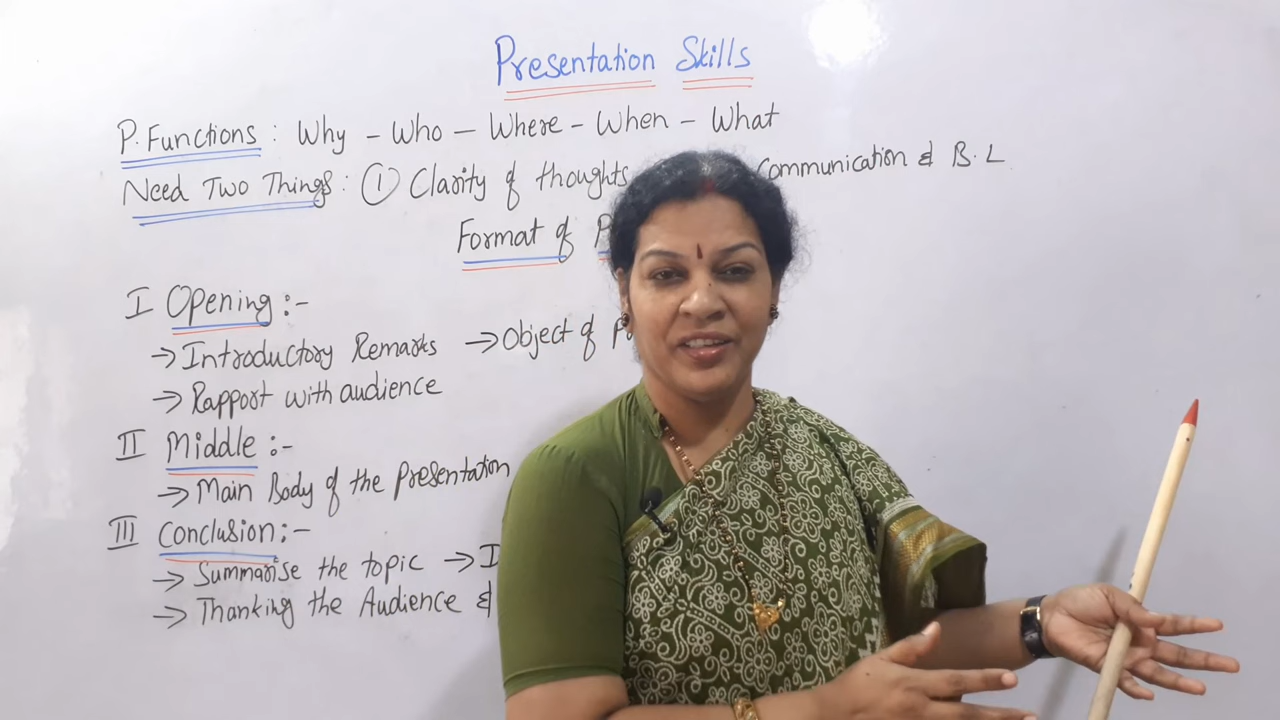 Presentation Skills
P. Functions : Why - Who - Where - When - What
Need Two Things : ① Clarity of thoughts Communication & B. L
Format of
I Opening :-
→ Introductory Remarks → Object of
→ Rapport with audience
II Middle :-
→ Main Body of the Presentation
III Conclusion :-
→ Summarise the topic →
→ Thanking the Audience &